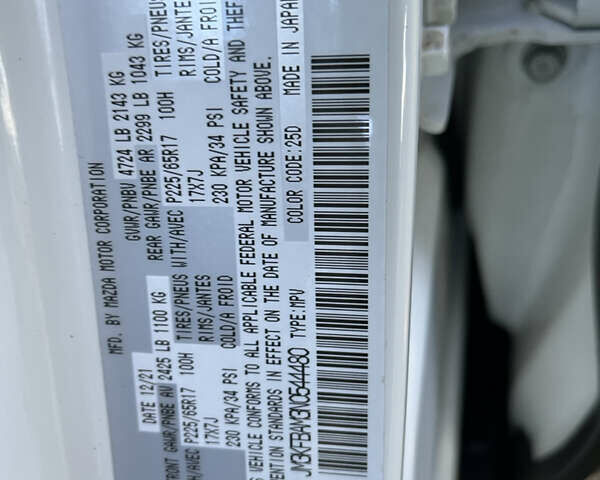 MFD. BY MAZDA MOTOR CORPORATION
DATE 12/21 GVWR/PNBV 4724 LB 2143 KG
FRONT GAWR/PNBE AV 2425 LB 1100 KG REAR GAWR/PNBE AR 2299 LB 1043 KG
WITH/AVEC P225/65R17 100H TIRES/PNEUS WITH/AVEC P225/65R17 100H TIRES/PNEUS
17X7J RIMS/JANTES 17X7J RIMS/JANTES
230 KPA/34 PSI COLD/A FROID 230 KPA/34 PSI COLD/A FROID
VEHICLE CONFORMS TO ALL APPLICABLE FEDERAL MOTOR VEHICLE SAFETY AND THEFT
STANDARDS IN EFFECT ON THE DATE OF MANUFACTURE SHOWN ABOVE.
JM3KFBAM3N0544480 TYPE:MPV COLOR CODE:25D MADE IN JAPAN